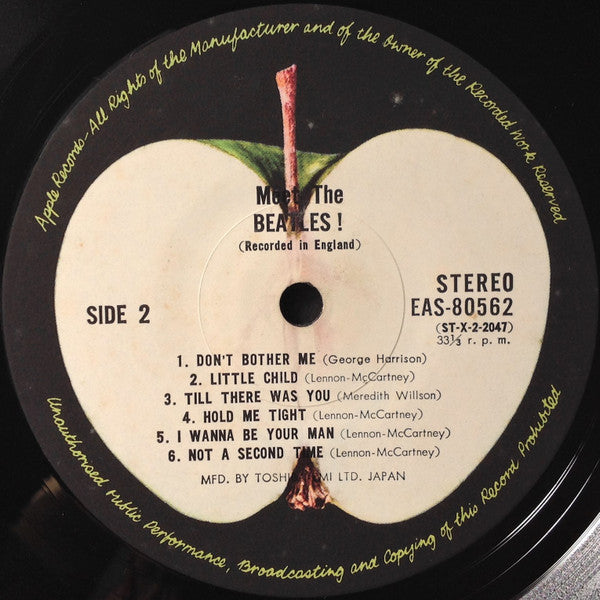 Apple Records-All Rights of the Manufacturer and of the Owner of the Recorded Work Reserved
Meet The
BEATLES!
(Recorded in England)
SIDE 2
STEREO
EAS-80562
(ST-X-2-2047)
33⅓ r. p. m.
1. DON'T BOTHER ME (George Harrison)
2. LITTLE CHILD (Lennon-McCartney)
3. TILL THERE WAS YOU (Meredith Willson)
4. HOLD ME TIGHT (Lennon-McCartney)
5. I WANNA BE YOUR MAN (Lennon-McCartney)
6. NOT A SECOND TIME (Lennon-McCartney)
MFD. BY TOSHIBA EMI LTD. JAPAN
Unauthorised Public Performance, Broadcasting and Copying of this Record Prohibited